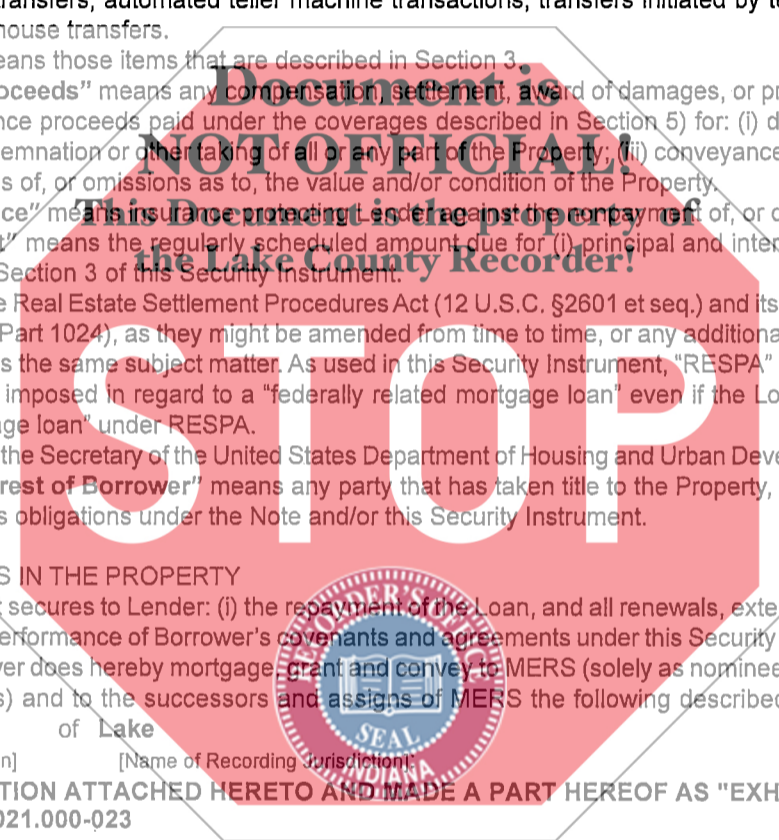 transfers, automated teller machine transactions, transfers initiated by te
house transfers.
eans those items that are described in Section 3.
oceeds” means any compensation, settlement, award of damages, or pr
nce proceeds paid under the coverages described in Section 5) for: (i) d
emnation or other taking of all or any part of the Property; (iii) conveyance
s of, or omissions as to, the value and/or condition of the Property.
ce” means insurance protecting Lender against the nonpayment of, or d
t” means the regularly scheduled amount due for (i) principal and inter
Section 3 of this Security Instrument.
e Real Estate Settlement Procedures Act (12 U.S.C. §2601 et seq.) and its
Part 1024), as they might be amended from time to time, or any additiona
s the same subject matter. As used in this Security Instrument, “RESPA”
imposed in regard to a “federally related mortgage loan” even if the Lo
ge loan” under RESPA.
the Secretary of the United States Department of Housing and Urban Deve
rest of Borrower” means any party that has taken title to the Property,
s obligations under the Note and/or this Security Instrument.
S IN THE PROPERTY
t secures to Lender: (i) the repayment of the Loan, and all renewals, exte
erformance of Borrower’s covenants and agreements under this Security
ver does hereby mortgage, grant and convey to MERS (solely as nominee
s) and to the successors and assigns of MERS the following described
of Lake
n] [Name of Recording Jurisdiction]:
TION ATTACHED HERETO AND MADE A PART HEREOF AS "EXH
021.000-023
Document is
NOT OFFICIAL!
This Document is the property of
the Lake County Recorder!
STOP
RECORDER'S OFFICE
SEAL
INDIANA